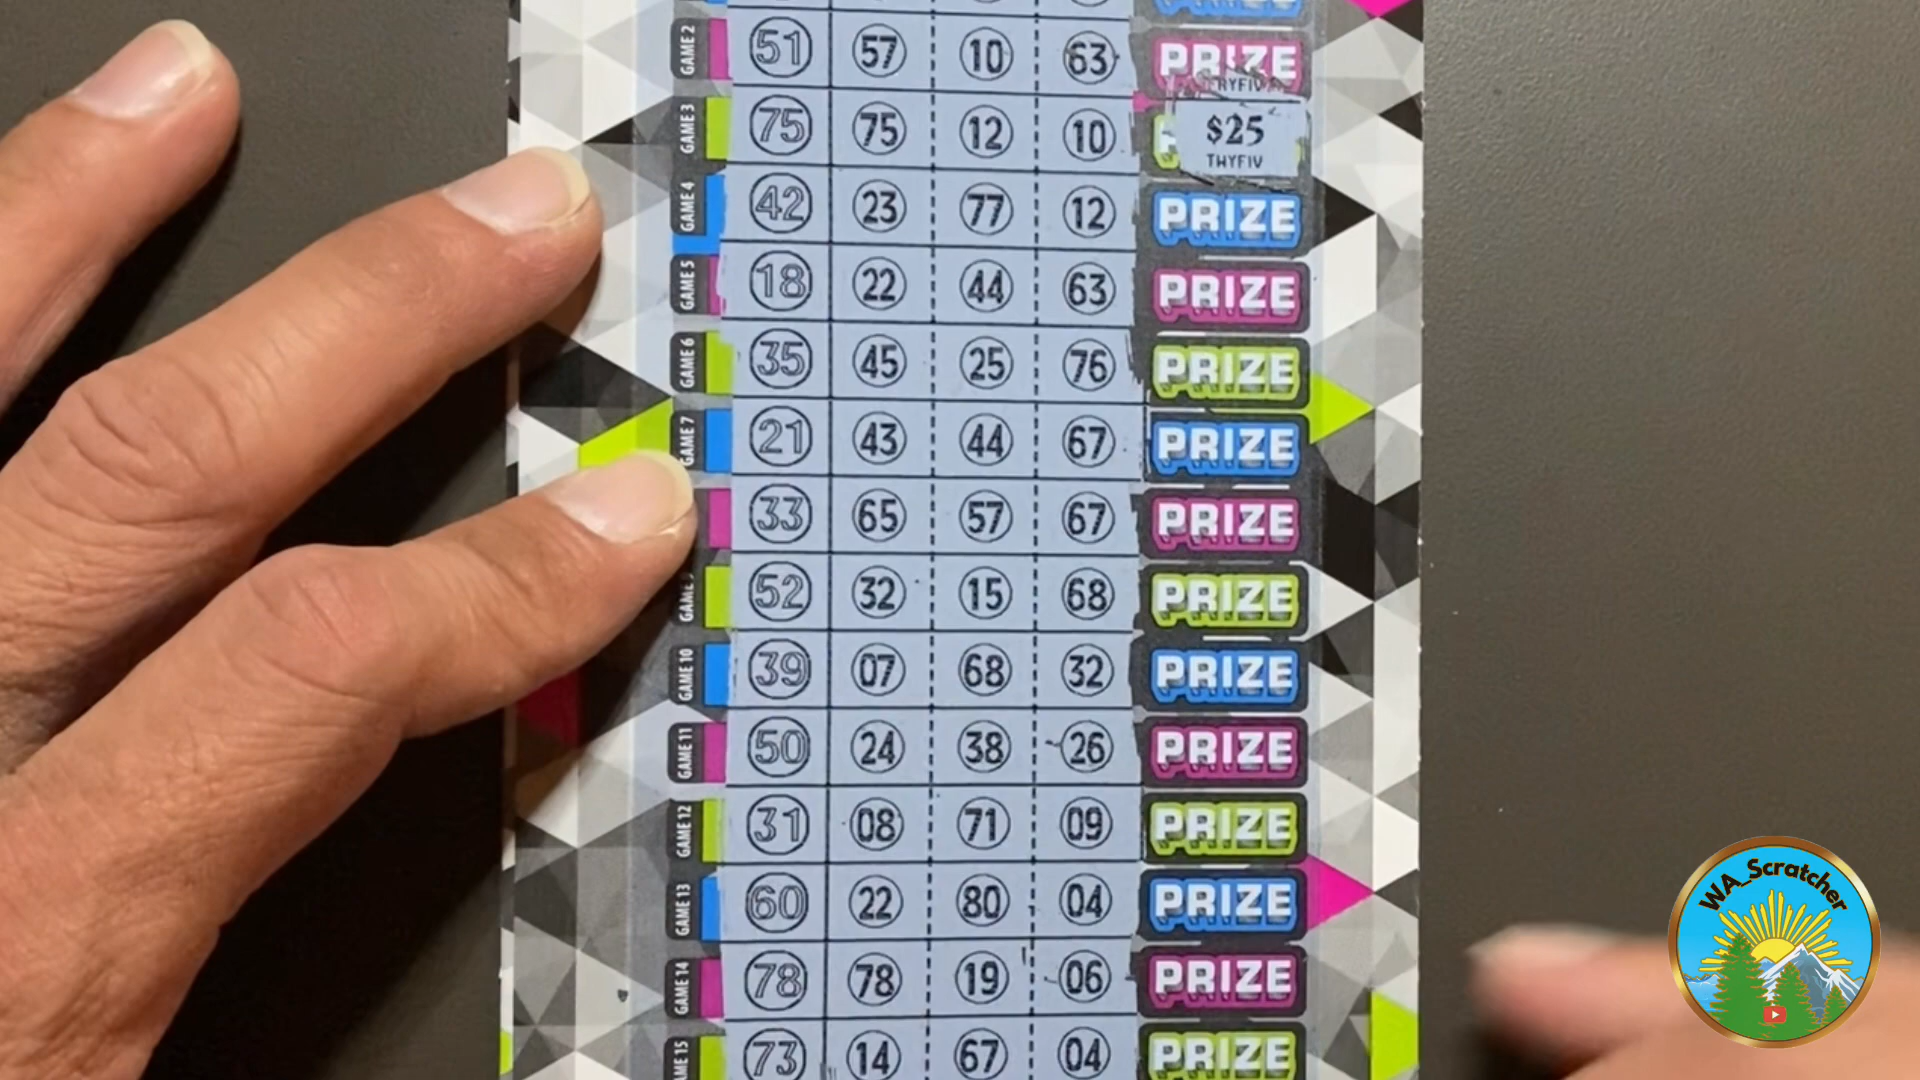 GAME 2 51 57 10 63 PRIZE
GAME 3 75 75 12 10 $25
THYFIV
GAME 4 42 23 77 12 PRIZE
GAME 5 18 22 44 63 PRIZE
GAME 6 35 45 25 76 PRIZE
GAME 7 21 43 44 67 PRIZE
33 65 57 67 PRIZE
GAME 52 32 15 68 PRIZE
GAME 10 39 07 68 32 PRIZE
GAME 11 50 24 38 26 PRIZE
GAME 12 31 08 71 09 PRIZE
GAME 13 60 22 80 04 PRIZE
GAME 14 78 78 19 06 PRIZE
GAME 15 73 14 67 04 PRIZE
WA_Scratcher